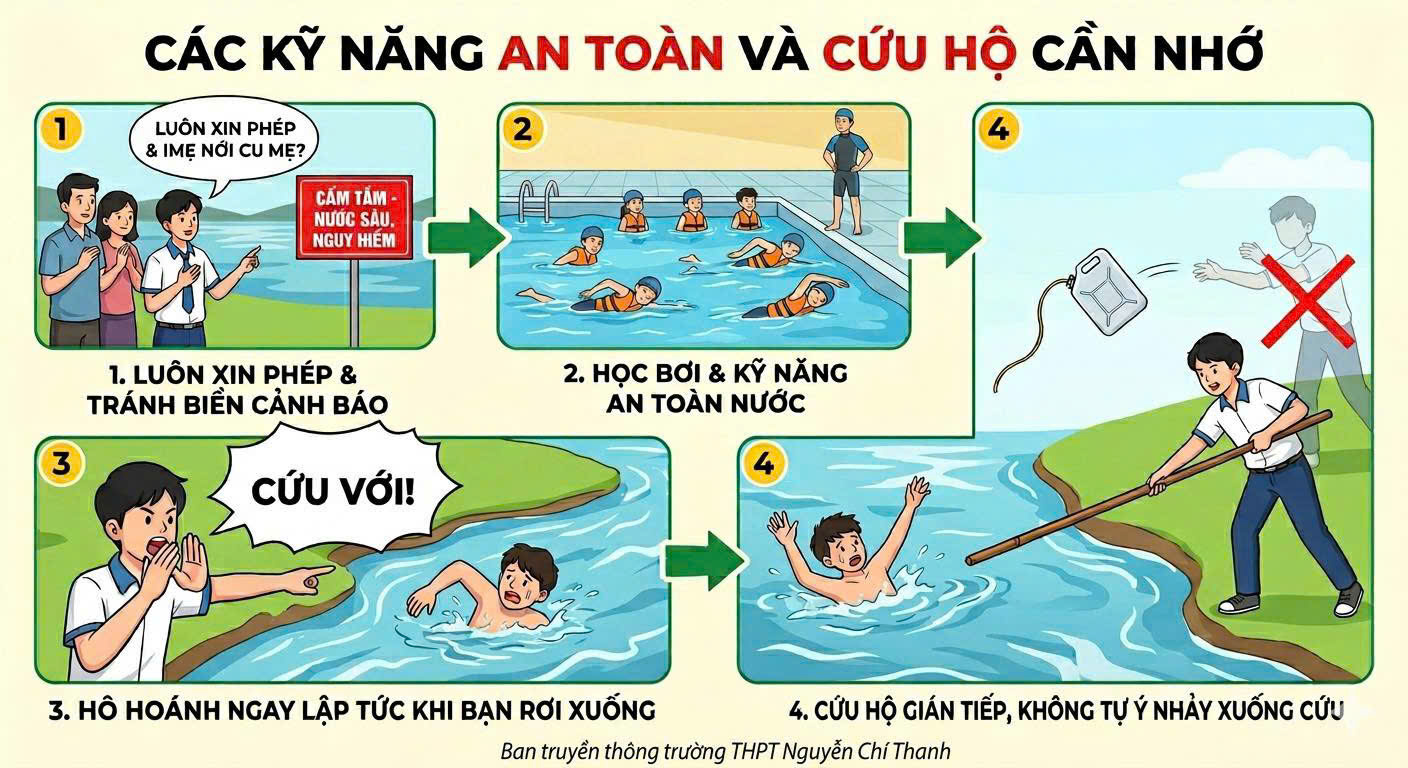 CÁC KỸ NĂNG AN TOÀN VÀ CỨU HỘ CẦN NHỚ
1
LUÔN XIN PHÉP
& IMẸ NỚI CU MẸ?
CẤM TẮM -
NƯỚC SÂU,
NGUY HIỂM
1. LUÔN XIN PHÉP &
TRÁNH BIỂN CẢNH BÁO
2
2. HỌC BƠI & KỸ NĂNG
AN TOÀN NƯỚC
4
3
CỨU VỚI!
3. HÔ HOÁNH NGAY LẬP TỨC KHI BẠN RƠI XUỐNG
4
4. CỨU HỘ GIÁN TIẾP, KHÔNG TỰ Ý NHẢY XUỐNG CỨU
Ban truyền thông trường THPT Nguyễn Chí Thanh